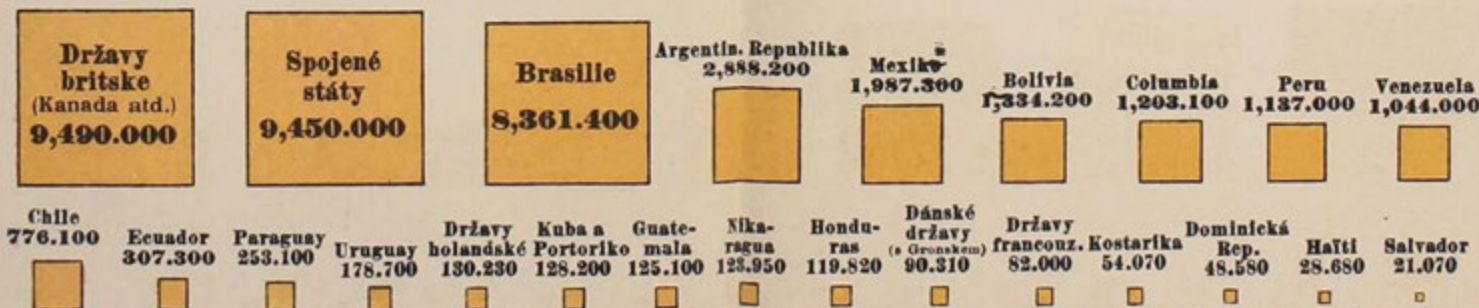 Državy
britske
(Kanada atd.)
9,490.000
Spojené
státy
9,450.000
Brasilie
8,361.400
Argentin. Republika
2,888.200
Mexiko
1,987.300
Bolivia
1,334.200
Columbia
1,203.100
Peru
1,137.000
Venezuela
1,044.000
Chile
776.100
Ecuador
307.300
Paraguay
253.100
Uruguay
178.700
Državy
holandské
130.230
Kuba a
Portoriko
128.200
Guate-
mala
125.100
Nika-
ragua
123.950
Hondu-
ras
119.820
Dánské
državy
(s Gronskem)
90.310
Državy
francouz.
82.000
Kostarika
54.070
Dominická
Rep.
48.580
Haïti
28.680
Salvador
21.070